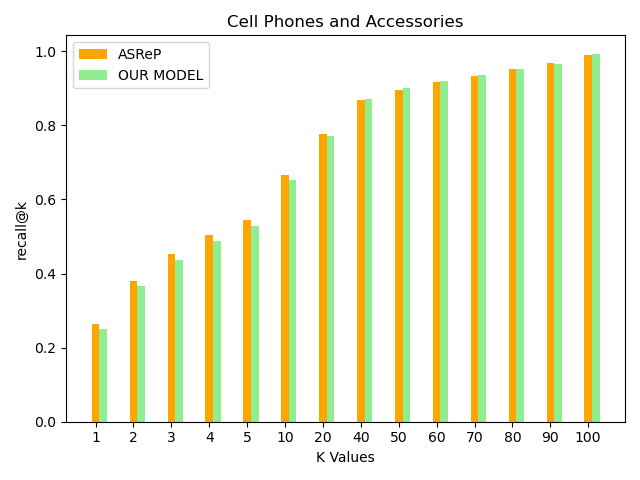 Cell Phones and Accessories
ASReP
OUR MODEL
recall@k
1.0
0.8
0.6
0.4
0.2
0.0
1 2 3 4 5 10 20 40 50 60 70 80 90 100
K Values